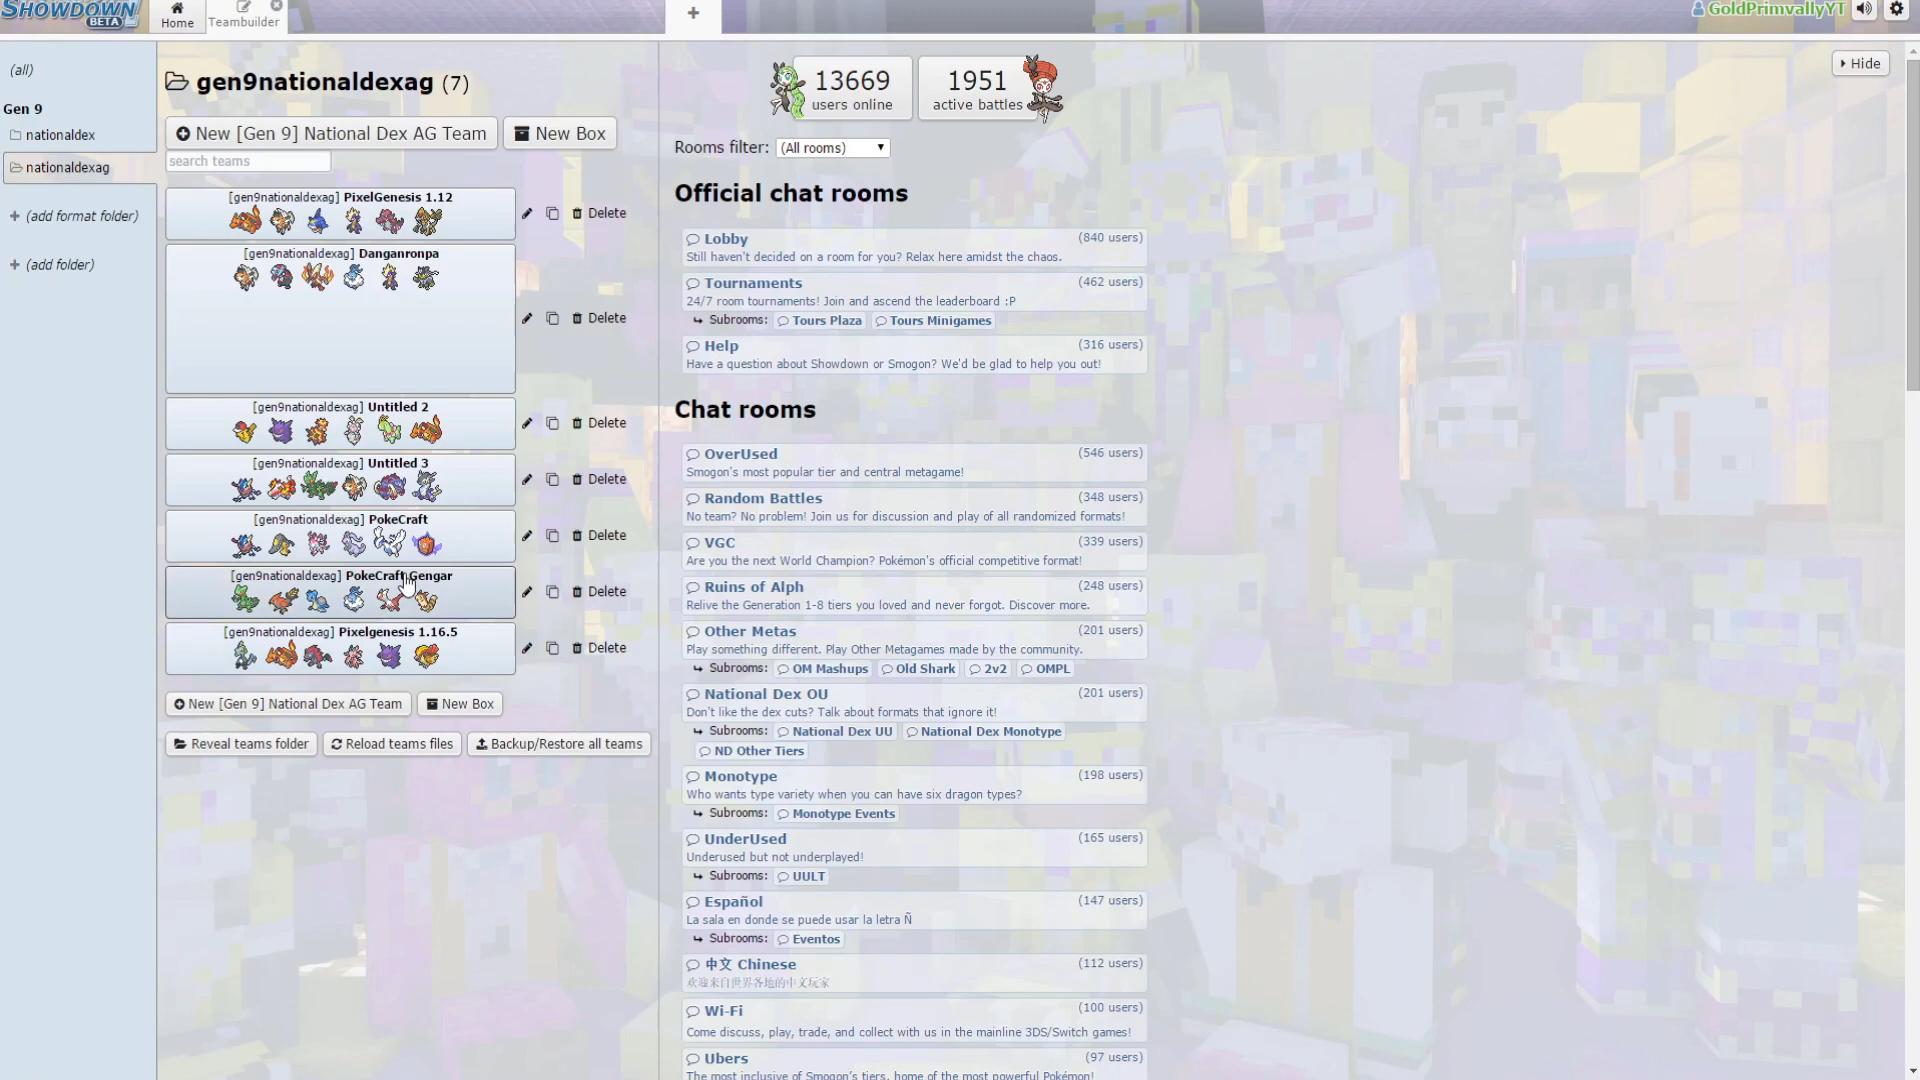 SHOWDOWN
BETA
Home
Teambuilder
+
GoldPrimvallyYT
(all)
Gen 9
nationaldex
nationaldexag
+ (add format folder)
+ (add folder)
gen9nationaldexag (7)
New [Gen 9] National Dex AG Team
New Box
search teams
[gen9nationaldexag] PixelGenesis 1.12
Delete
[gen9nationaldexag] Danganronpa
Delete
[gen9nationaldexag] Untitled 2
Delete
[gen9nationaldexag] Untitled 3
Delete
[gen9nationaldexag] PokeCraft
Delete
[gen9nationaldexag] PokeCraft Gengar
Delete
[gen9nationaldexag] Pixelgenesis 1.16.5
Delete
New [Gen 9] National Dex AG Team
New Box
Reveal teams folder
Reload teams files
Backup/Restore all teams
13669
users online
1951
active battles
Hide
Rooms filter: (All rooms)
Official chat rooms
Lobby (840 users)
Still haven't decided on a room for you? Relax here amidst the chaos.
Tournaments (462 users)
24/7 room tournaments! Join and ascend the leaderboard :P
Subrooms: Tours Plaza Tours Minigames
Help (316 users)
Have a question about Showdown or Smogon? We'd be glad to help you out!
Chat rooms
OverUsed (546 users)
Smogon's most popular tier and central metagame!
Random Battles (348 users)
No team? No problem! Join us for discussion and play of all randomized formats!
VGC (339 users)
Are you the next World Champion? Pokémon's official competitive format!
Ruins of Alph (248 users)
Relive the Generation 1-8 tiers you loved and never forgot. Discover more.
Other Metas (201 users)
Play something different. Play Other Metagames made by the community.
Subrooms: OM Mashups Old Shark 2v2 OMPL
National Dex OU (201 users)
Don't like the dex cuts? Talk about formats that ignore it!
Subrooms: National Dex UU National Dex Monotype
ND Other Tiers
Monotype (198 users)
Who wants type variety when you can have six dragon types?
Subrooms: Monotype Events
UnderUsed (165 users)
Underused but not underplayed!
Subrooms: UULT
Español (147 users)
La sala en donde se puede usar la letra Ñ
Subrooms: Eventos
中文 Chinese (112 users)
欢迎来自世界各地的中文玩家
Wi-Fi (100 users)
Come discuss, play, trade, and collect with us in the mainline 3DS/Switch games!
Ubers (97 users)
The most inclusive of Smogon's tiers, home of the most powerful Pokémon!